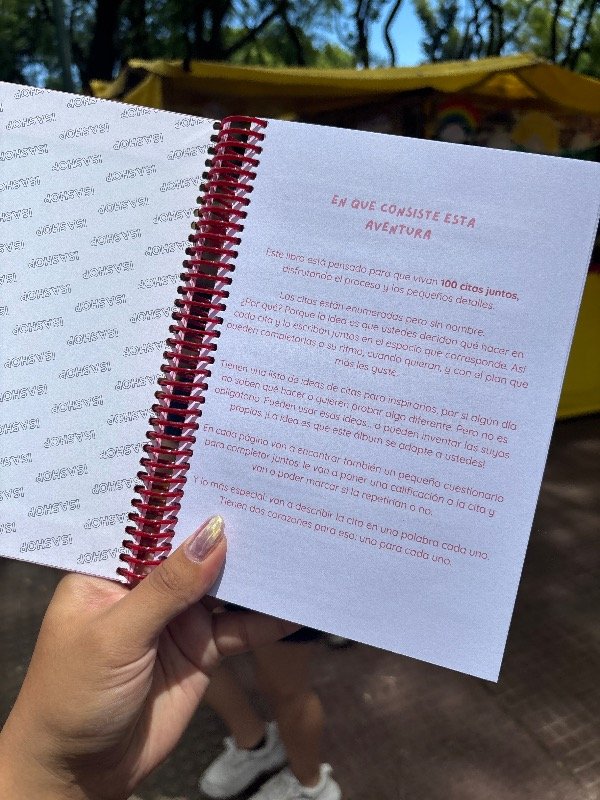 ISASHOP
EN QUE CONSISTE ESTA
AVENTURA
Este libro está pensado para que vivan 100 citas juntos,
disfrutando el proceso y los pequeños detalles.
Las citas están enumeradas pero sin nombre.
¿Por qué? Porque la idea es que ustedes decidan qué hacer en
cada cita y lo escriban juntos en el espacio que corresponde. Así
pueden completarlas a su ritmo, cuando quieran, y con el plan que
más les guste.
Tienen una lista de ideas de citas para inspirarlos, por si algún día
no saben qué hacer o quieren probar algo diferente. Pero no es
obligatorio. Pueden usar esas ideas... o pueden inventar las suyas
propias. ¡La idea es que este álbum se adapte a ustedes!
En cada página van a encontrar también un pequeño cuestionario
para completar juntos: le van a poner una calificación a la cita y
van a poder marcar si la repetirían o no.
Y lo más especial: van a describir la cita en una palabra cada uno.
Tienen dos corazones para eso: uno para cada uno.